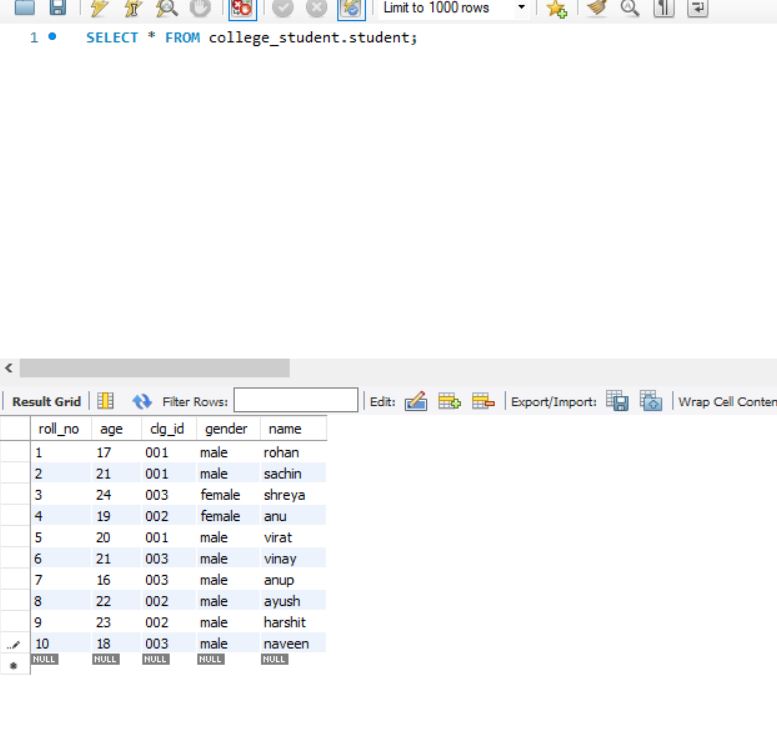 Limit to 1000 rows
1 SELECT * FROM college_student.student;
Result Grid Filter Rows: Edit: Export/Import: Wrap Cell Conten
roll_no age clg_id gender name
1 17 001 male rohan
2 21 001 male sachin
3 24 003 female shreya
4 19 002 female anu
5 20 001 male virat
6 21 003 male vinay
7 16 003 male anup
8 22 002 male ayush
9 23 002 male harshit
10 18 003 male naveen
NULL NULL NULL NULL NULL